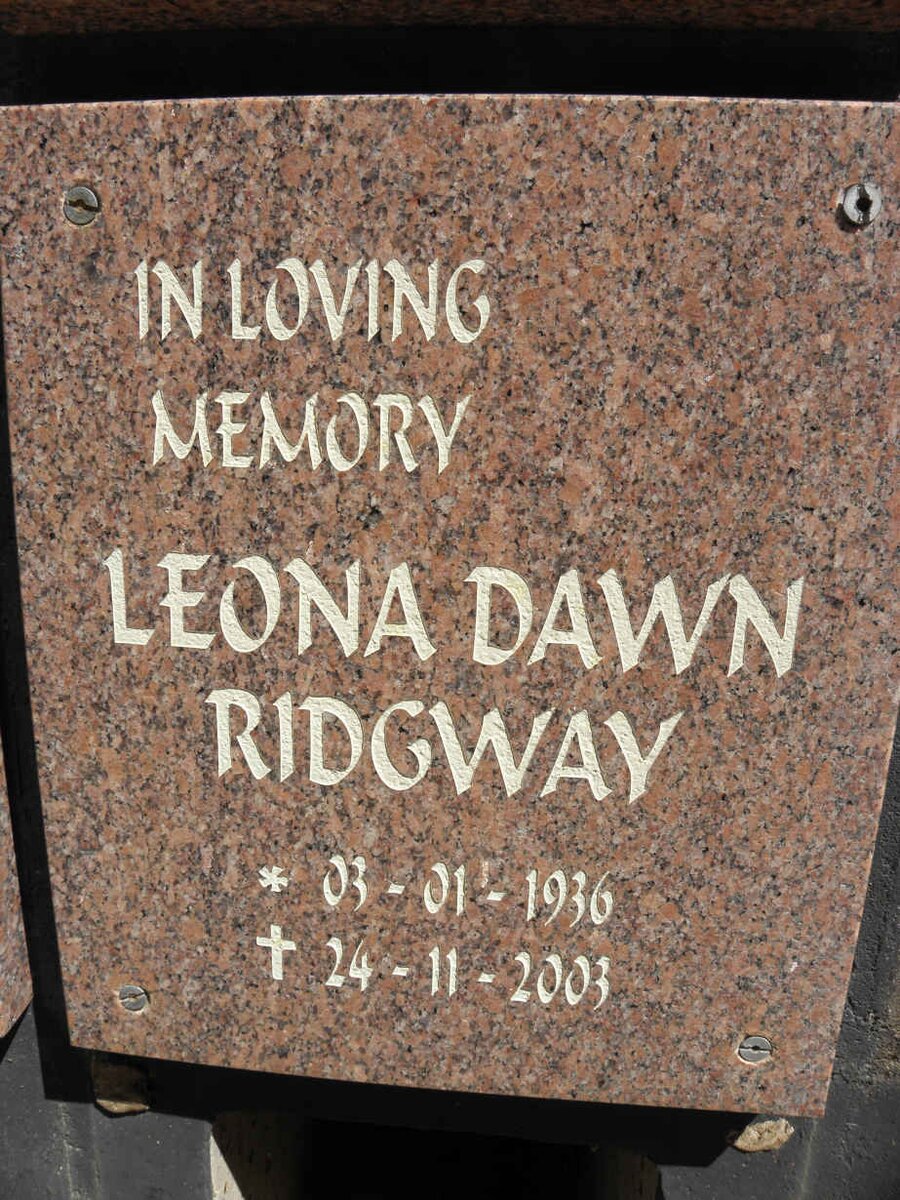 IN LOVING
MEMORY
LEONA DAWN
RIDGWAY
* 03 - 01 - 1936
✝ 24 - 11 - 2003